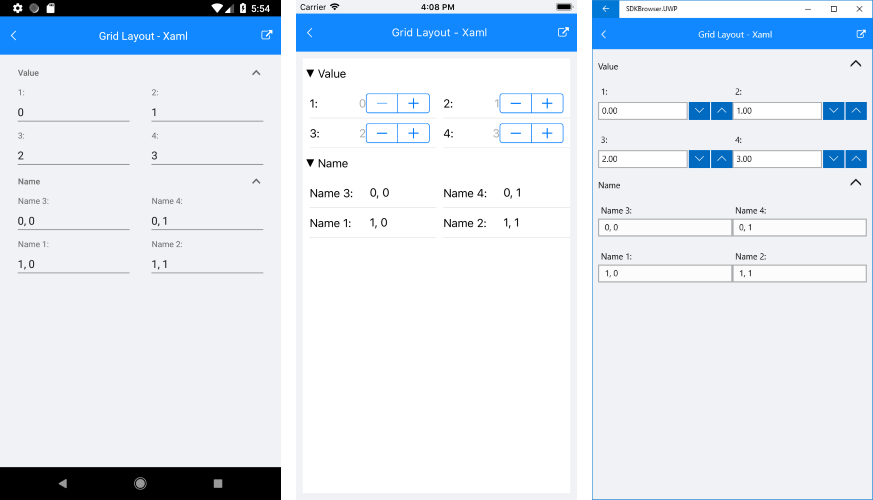 5:54
Grid Layout - Xaml
Value
1: 2:
0 1
3: 4:
2 3
Name
Name 3: Name 4:
0, 0 0, 1
Name 1: Name 2:
1, 0 1, 1
Carrier 4:08 PM
Grid Layout - Xaml
Value
1: 0 2: 1
3: 2 4: 3
Name
Name 3: 0, 0 Name 4: 0, 1
Name 1: 1, 0 Name 2: 1, 1
SDKBrowser.UWP
Grid Layout - Xaml
Value
1: 2:
0.00 1.00
3: 4:
2.00 3.00
Name
Name 3: Name 4:
0, 0 0, 1
Name 1: Name 2:
1, 0 1, 1